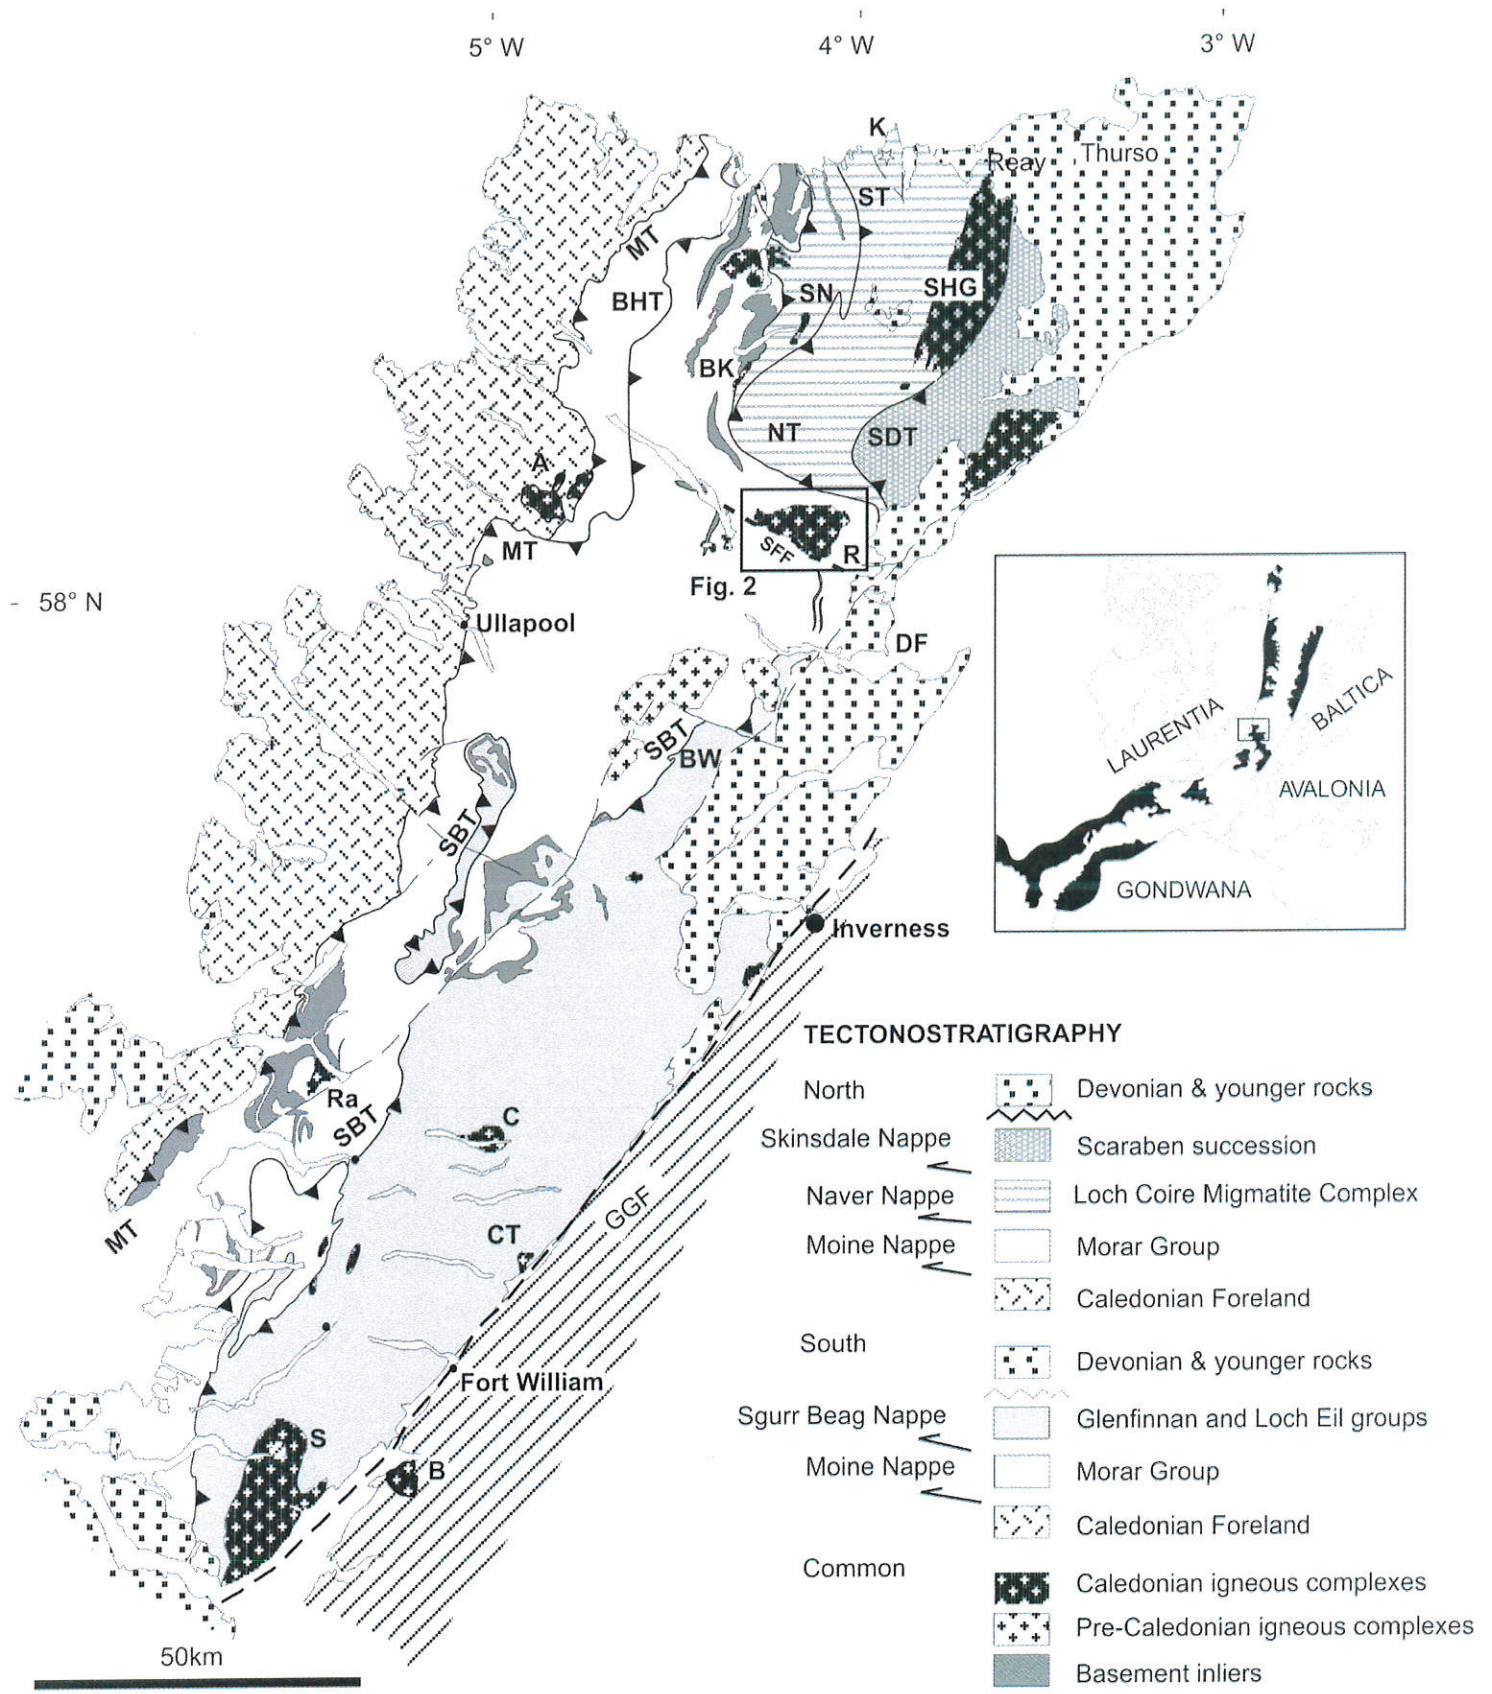 5° W
4° W
3° W
K
Reay
Thurso
ST
MT
BHT
SN
SHG
BK
NT
SDT
A
MT
SFF
R
Fig. 2
58° N
Ullapool
DF
SBT
BW
LAURENTIA
BALTICA
AVALONIA
GONDWANA
SBT
Inverness
Ra
SBT
C
MT
CT
GGF
Fort William
S
B
50km
TECTONOSTRATIGRAPHY
North
Devonian & younger rocks
Skinsdale Nappe
Scaraben succession
Naver Nappe
Loch Coire Migmatite Complex
Moine Nappe
Morar Group
Caledonian Foreland
South
Devonian & younger rocks
Sgurr Beag Nappe
Glenfinnan and Loch Eil groups
Moine Nappe
Morar Group
Caledonian Foreland
Common
Caledonian igneous complexes
Pre-Caledonian igneous complexes
Basement inliers